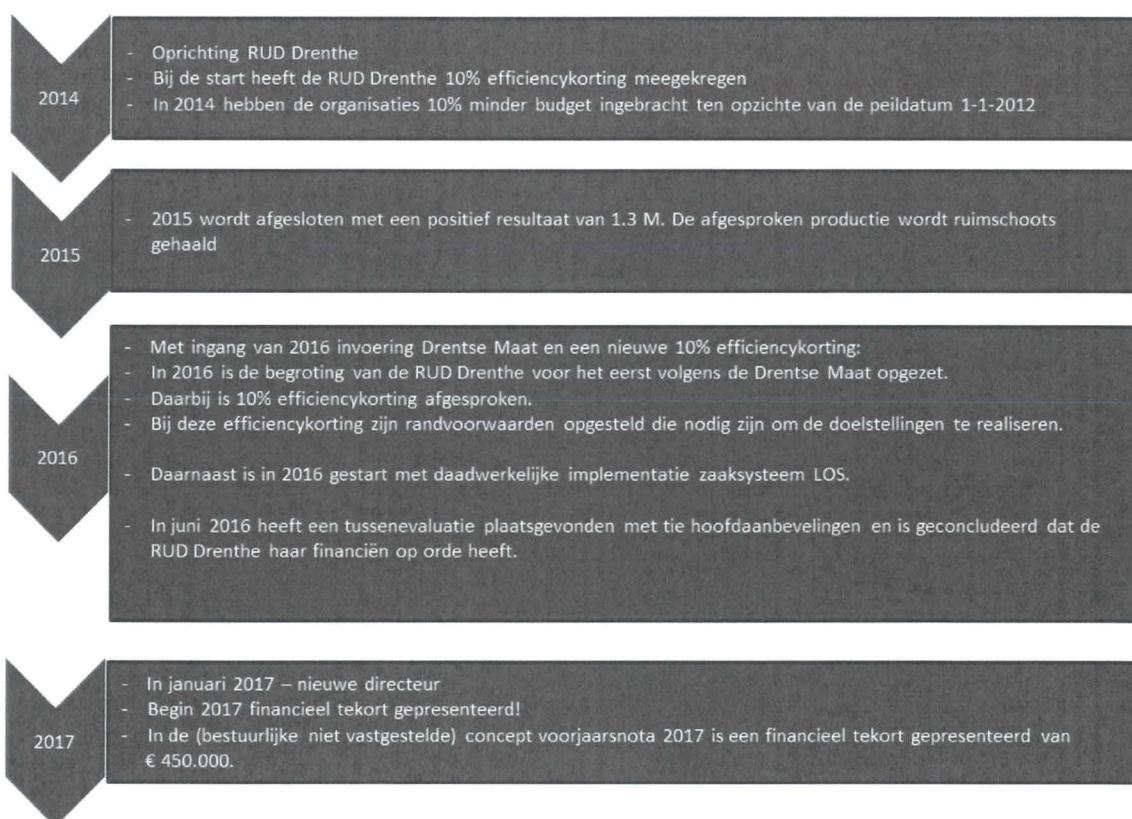 2014
- Oprichting RUD Drenthe
- Bij de start heeft de RUD Drenthe 10% efficiencykorting meegekregen
- In 2014 hebben de organisaties 10% minder budget ingebracht ten opzichte van de peildatum 1-1-2012
2015
- 2015 wordt afgesloten met een positief resultaat van 1.3 M. De afgesproken productie wordt ruimschoots
gehaald
2016
- Met ingang van 2016 invoering Drentse Maat en een nieuwe 10% efficiencykorting:
- In 2016 is de begroting van de RUD Drenthe voor het eerst volgens de Drentse Maat opgezet.
- Daarbij is 10% efficiencykorting afgesproken.
- Bij deze efficiencykorting zijn randvoorwaarden opgesteld die nodig zijn om de doelstellingen te realiseren.
- Daarnaast is in 2016 gestart met daadwerkelijke implementatie zaaksysteem LOS.
- In juni 2016 heeft een tussenevaluatie plaatsgevonden met tie hoofdaanbevelingen en is geconcludeerd dat de
RUD Drenthe haar financiën op orde heeft.
2017
- In januari 2017 – nieuwe directeur
- Begin 2017 financieel tekort gepresenteerd!
- In de (bestuurlijke niet vastgestelde) concept voorjaarsnota 2017 is een financieel tekort gepresenteerd van
€ 450.000.